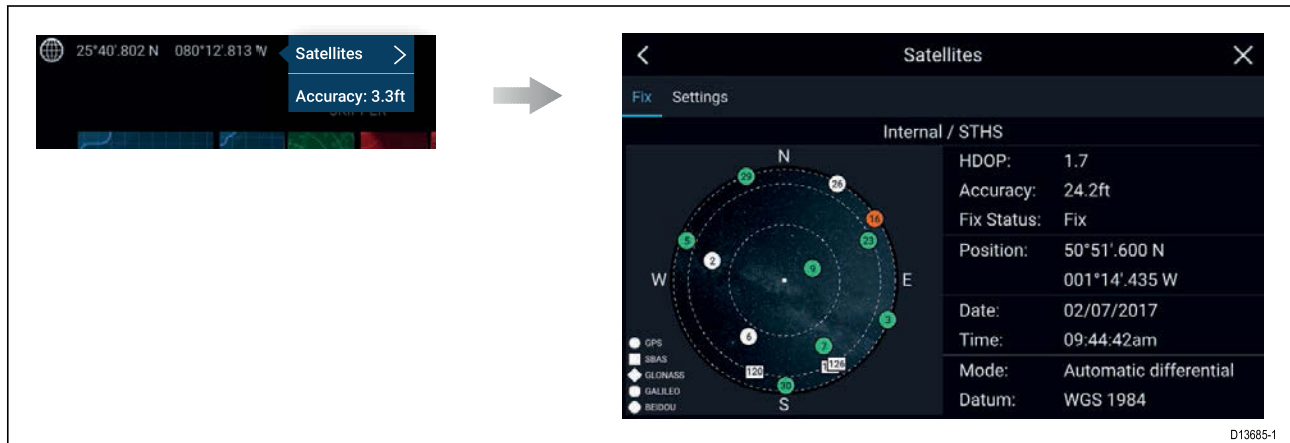 25°40'.802 N 080°12'.813 W
Satellites
Accuracy: 3.3ft
SKIPPER
Satellites
Fix Settings
Internal / STHS
N
29
26
16
5
23
2
9
W
E
3
6
7
120
126
30
S
GPS
SBAS
GLONASS
GALILEO
BEIDOU
HDOP: 1.7
Accuracy: 24.2ft
Fix Status: Fix
Position: 50°51'.600 N
001°14'.435 W
Date: 02/07/2017
Time: 09:44:42am
Mode: Automatic differential
Datum: WGS 1984
D13685-1